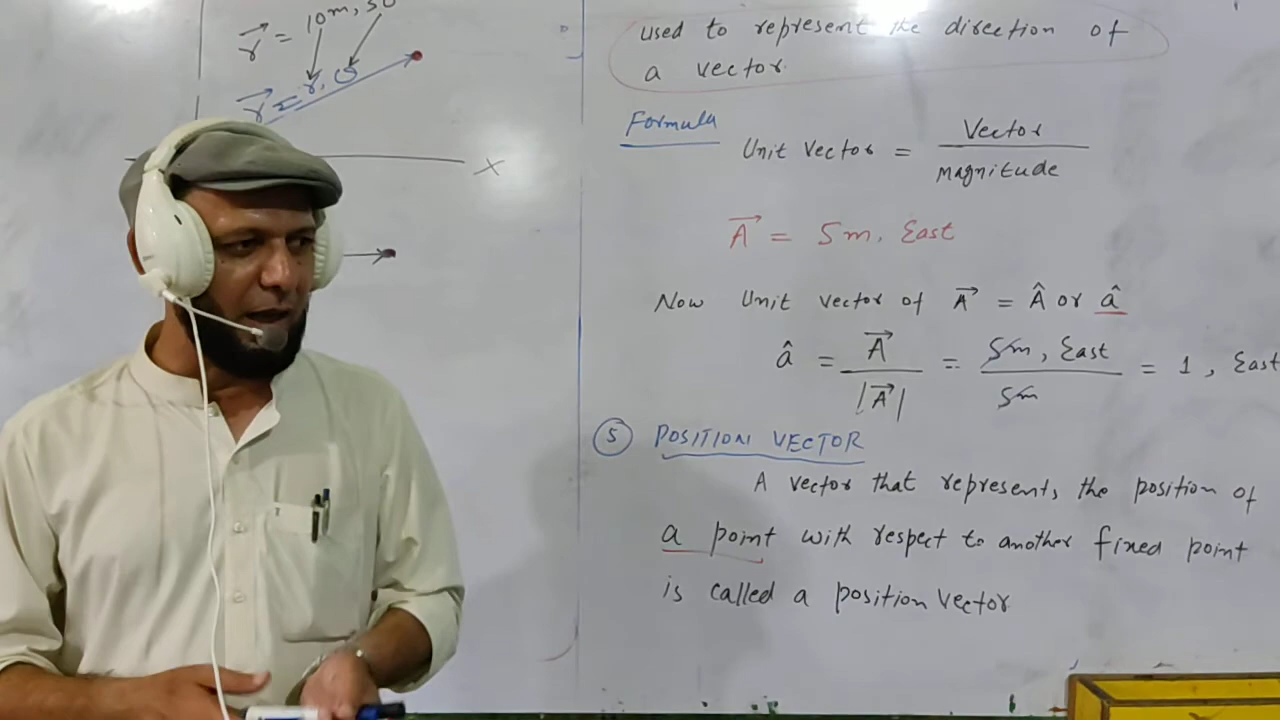 r = 10m, 30
r = r, θ
X
used to represent the direction of
a vector.
Formula
Unit Vector = Vector / magnitude
A⃗ = 5m, East
Now Unit vector of A⃗ = Â or â
â = A⃗ / |A⃗| = 5m, East / 5m = 1, East
5 POSITION VECTOR
A vector that represents the position of
a point with respect to another fixed point
is called a position vector